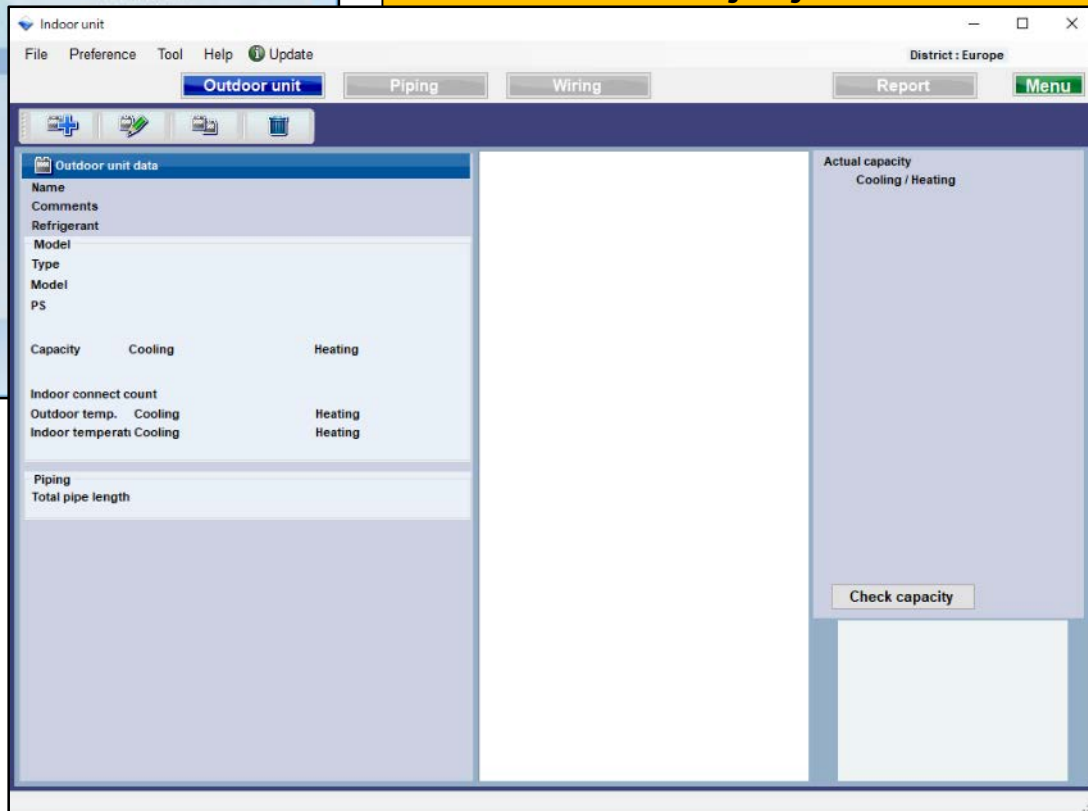 Indoor unit
File Preference Tool Help Update District : Europe
Outdoor unit Piping Wiring Report Menu
Outdoor unit data
Name
Comments
Refrigerant
Model
Type
Model
PS
Capacity Cooling Heating
Indoor connect count
Outdoor temp. Cooling Heating
Indoor temperati Cooling Heating
Piping
Total pipe length
Actual capacity
Cooling / Heating
Check capacity